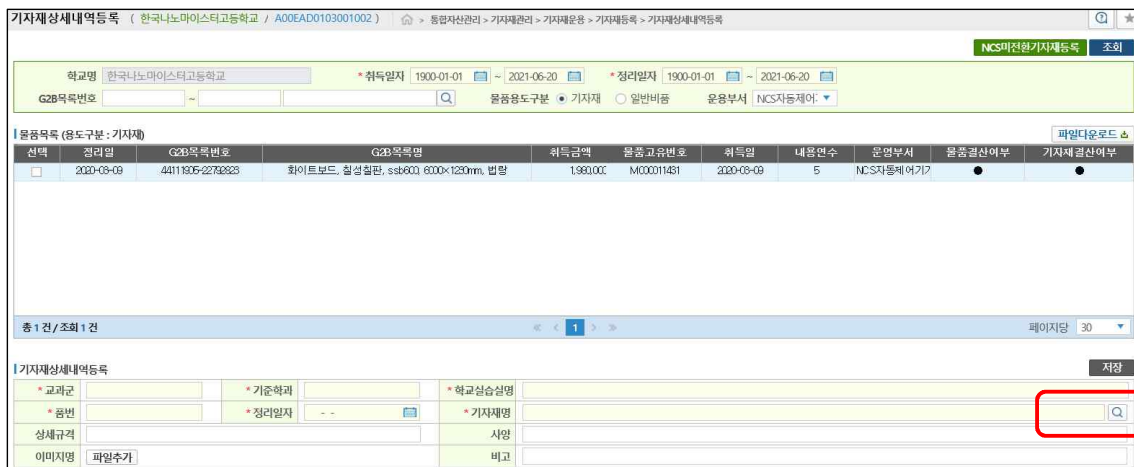 기자재상세내역등록 ( 한국나노마이스터고등학교 / A00EAD0103001002 ) > 통합자산관리 > 기자재관리 > 기자재운용 > 기자재등록 > 기자재상세내역등록
NCS미전환기자재등록 조회
학교명 한국나노마이스터고등학교 * 취득일자 1900-01-01 ~ 2021-06-20 * 정리일자 1900-01-01 ~ 2021-06-20
G2B목록번호 ~ 물품용도구분 기자재 일반비품 운용부서 NCS자동제어:
물품목록 (용도구분 : 기자재) 파일다운로드
선택 정리일 G2B목록번호 G2B목록명 취득금액 물품고유번호 취득일 내용연수 운영부서 물품결산여부 기자재결산여부
2020-03-09 44111905-22792823 화이트보드, 칠성칠판, ssb600, 6000×1230mm, 법랑 1,980,000 M000011431 2020-03-09 5 NCS자동제어기기 ● ●
총 1 건 / 조회 1 건 « < 1 > » 페이지당 30
기자재상세내역등록 저장
* 교과군 * 기준학과 * 학교실습실명
* 품번 * 정리일자 - - * 기자재명
상세규격 사양
이미지명 파일추가 비고